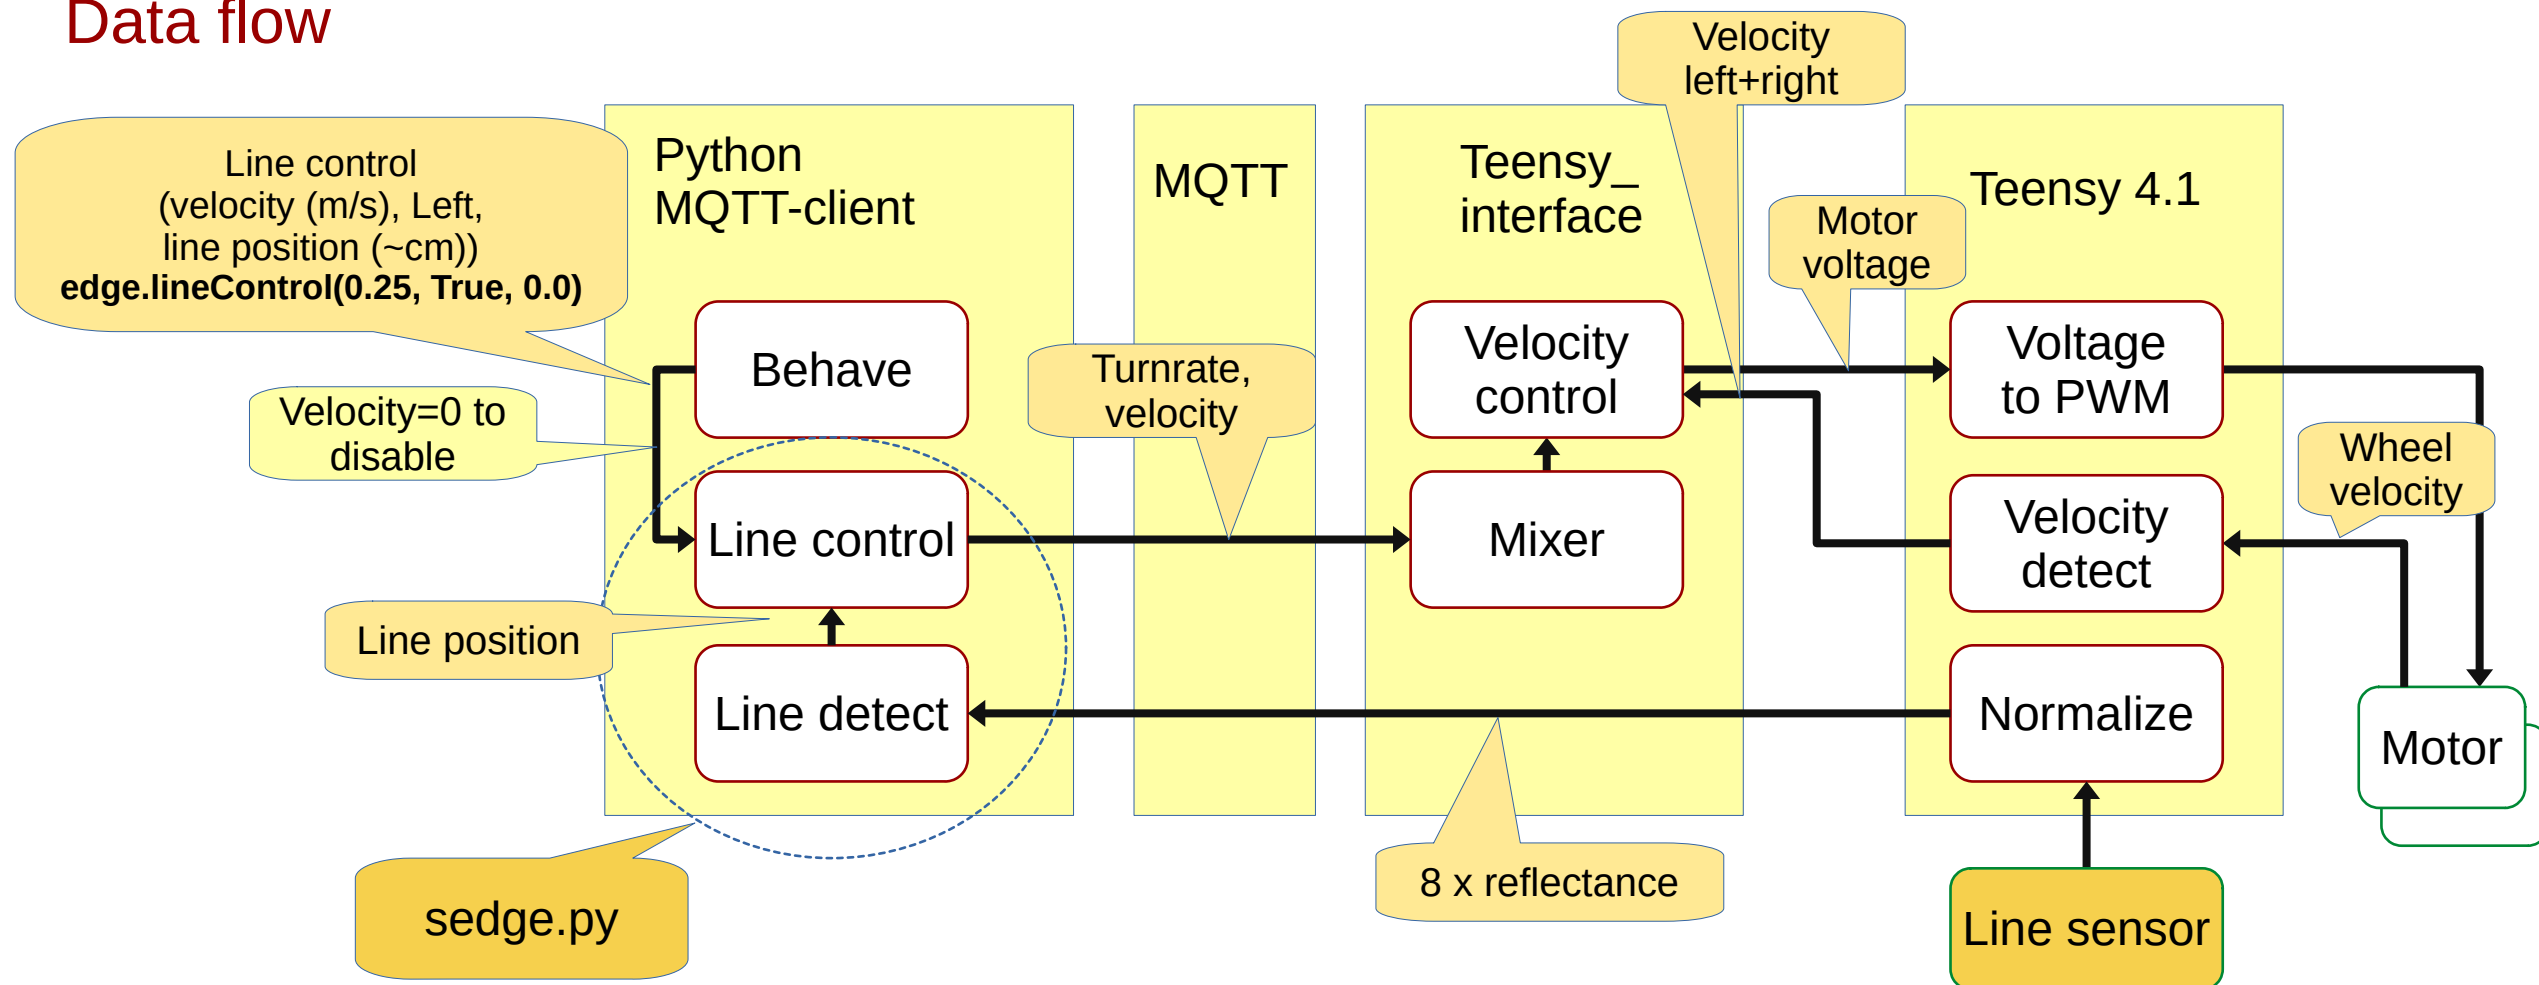 Data flow
Velocity
left+right
Line control
(velocity (m/s), Left,
line position (~cm))
edge.lineControl(0.25, True, 0.0)
Python
MQTT-client
MQTT
Teensy_
interface
Teensy 4.1
Motor
voltage
Behave
Velocity
control
Voltage
to PWM
Turnrate,
velocity
Velocity=0 to
disable
Wheel
velocity
Line control
Mixer
Velocity
detect
Line position
Line detect
Normalize
Motor
8 x reflectance
sedge.py
Line sensor